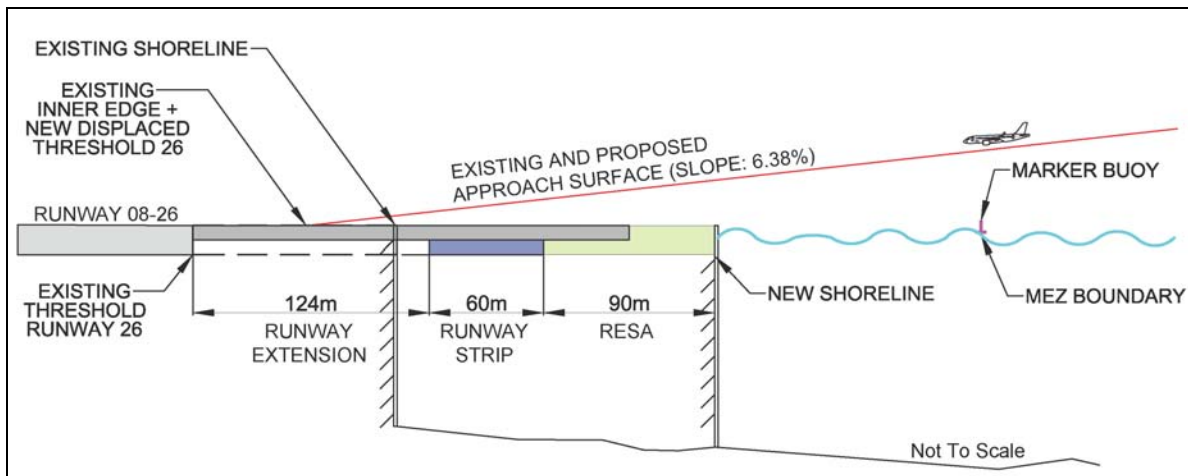 EXISTING SHORELINE
EXISTING
INNER EDGE +
NEW DISPLACED
THRESHOLD 26
EXISTING AND PROPOSED
APPROACH SURFACE (SLOPE: 6.38%)
MARKER BUOY
RUNWAY 08-26
EXISTING
THRESHOLD
RUNWAY 26
124m
RUNWAY
EXTENSION
60m
RUNWAY
STRIP
90m
RESA
NEW SHORELINE
MEZ BOUNDARY
Not To Scale